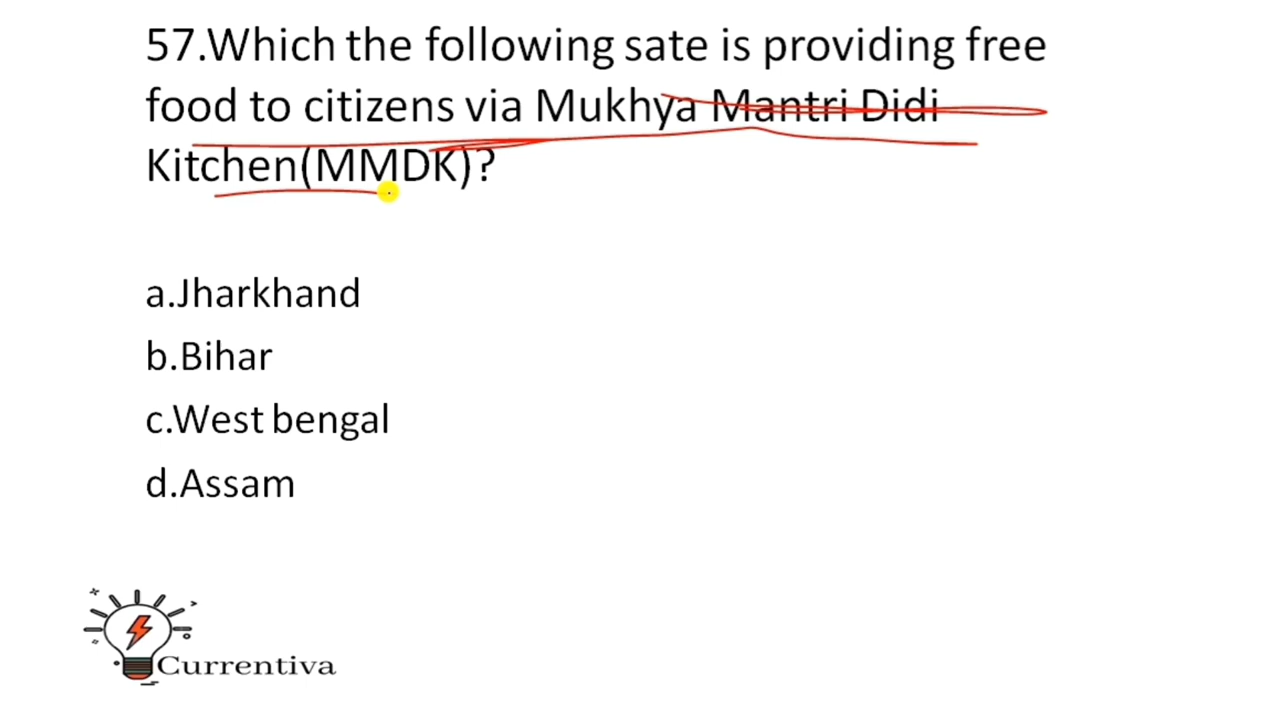 57.Which the following sate is providing free
food to citizens via Mukhya Mantri Didi
Kitchen(MMDK)?
a.Jharkhand
b.Bihar
c.West bengal
d.Assam
Currentiva